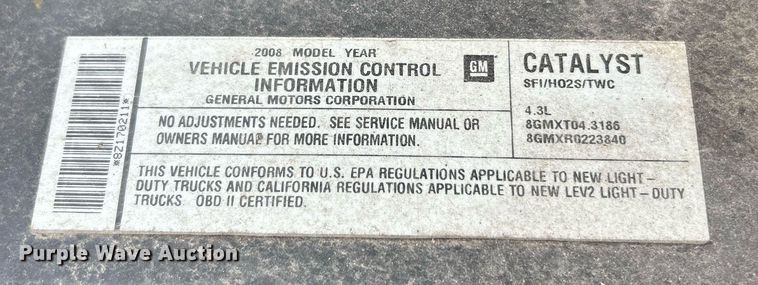 *8Z170211*
2008 MODEL YEAR
VEHICLE EMISSION CONTROL
INFORMATION
GENERAL MOTORS CORPORATION
GM
NO ADJUSTMENTS NEEDED. SEE SERVICE MANUAL OR
OWNERS MANUAL FOR MORE INFORMATION.
CATALYST
SFI/HO2S/TWC
4.3L
8GMXT04.3186
8GMXR0223840
THIS VEHICLE CONFORMS TO U.S. EPA REGULATIONS APPLICABLE TO NEW LIGHT-
DUTY TRUCKS AND CALIFORNIA REGULATIONS APPLICABLE TO NEW LEV2 LIGHT-DUTY
TRUCKS. OBD II CERTIFIED.
Purple Wave Auction